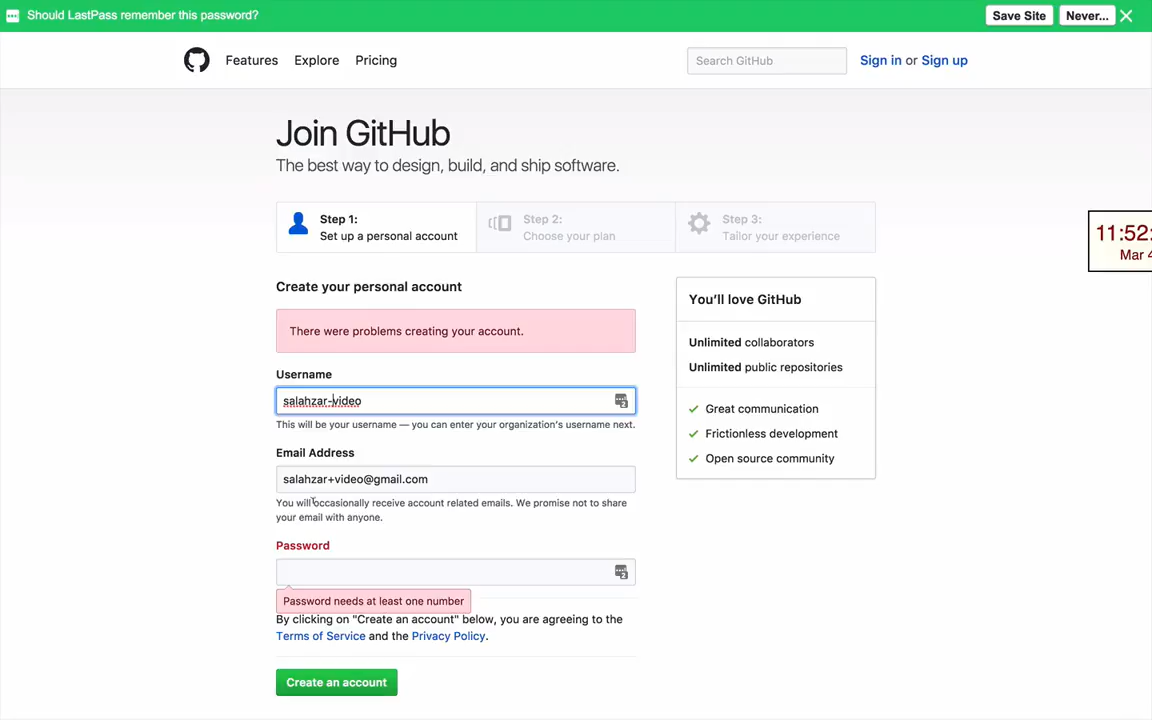 Should LastPass remember this password?
Save Site
Never...
Features
Explore
Pricing
Search GitHub
Sign in or Sign up
Join GitHub
The best way to design, build, and ship software.
Step 1:
Set up a personal account
Step 2:
Choose your plan
Step 3:
Tailor your experience
11:52:
Mar 4
Create your personal account
There were problems creating your account.
Username
salahzar-video
This will be your username — you can enter your organization's username next.
Email Address
salahzar+video@gmail.com
You will occasionally receive account related emails. We promise not to share
your email with anyone.
Password
Password needs at least one number
By clicking on "Create an account" below, you are agreeing to the
Terms of Service and the Privacy Policy.
Create an account
You'll love GitHub
Unlimited collaborators
Unlimited public repositories
Great communication
Frictionless development
Open source community